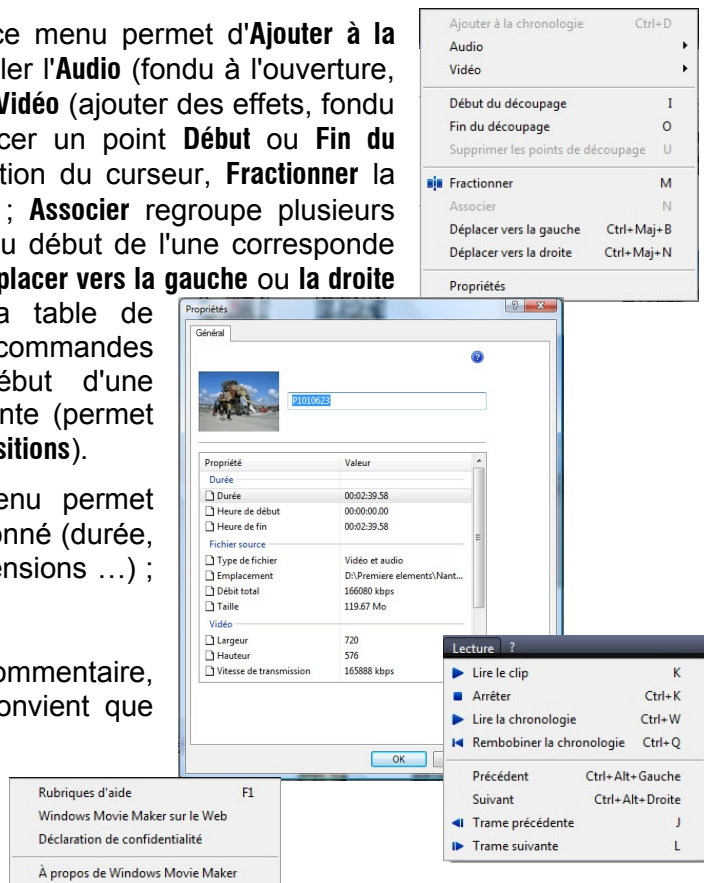 ce menu permet d'Ajouter à la
ler l'Audio (fondu à l'ouverture,
Vidéo (ajouter des effets, fondu
cer un point Début ou Fin du
tion du curseur, Fractionner la
; Associer regroupe plusieurs
u début de l'une corresponde
placer vers la gauche ou la droite
a table de
commandes
ébut d'une
nte (permet
sitions).
enu permet
onné (durée,
ensions …) ;
ommentaire,
onvient que
Ajouter à la chronologie Ctrl+D
Audio
Vidéo
Début du découpage I
Fin du découpage O
Supprimer les points de découpage U
Fractionner M
Associer N
Déplacer vers la gauche Ctrl+Maj+B
Déplacer vers la droite Ctrl+Maj+N
Propriétés
Propriétés
Général
P1010623
Propriété Valeur
Durée
Durée 00:02:39.58
Heure de début 00:00:00.00
Heure de fin 00:02:39.58
Fichier source
Type de fichier Vidéo et audio
Emplacement D:\Premiere elements\Nant...
Débit total 166080 kbps
Taille 119.67 Mo
Vidéo
Largeur 720
Hauteur 576
Vitesse de transmission 165888 kbps
OK
Lecture ?
Lire le clip K
Arrêter Ctrl+K
Lire la chronologie Ctrl+W
Rembobiner la chronologie Ctrl+Q
Précédent Ctrl+Alt+Gauche
Suivant Ctrl+Alt+Droite
Trame précédente J
Trame suivante L
Rubriques d'aide F1
Windows Movie Maker sur le Web
Déclaration de confidentialité
À propos de Windows Movie Maker